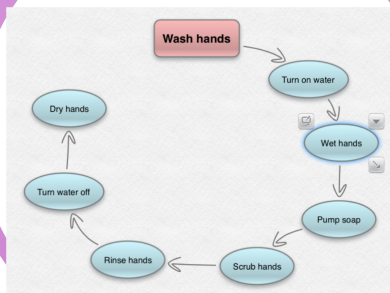 Wash hands
Turn on water
Wet hands
Pump soap
Scrub hands
Rinse hands
Turn water off
Dry hands